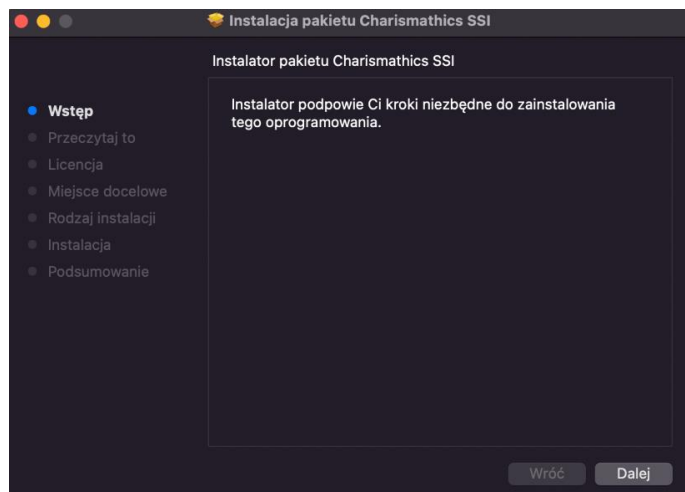 Instalacja pakietu Charismathics SSI
Instalator pakietu Charismathics SSI
Wstęp
Przeczytaj to
Licencja
Miejsce docelowe
Rodzaj instalacji
Instalacja
Podsumowanie
Instalator podpowie Ci kroki niezbędne do zainstalowania
tego oprogramowania.
Wróć
Dalej